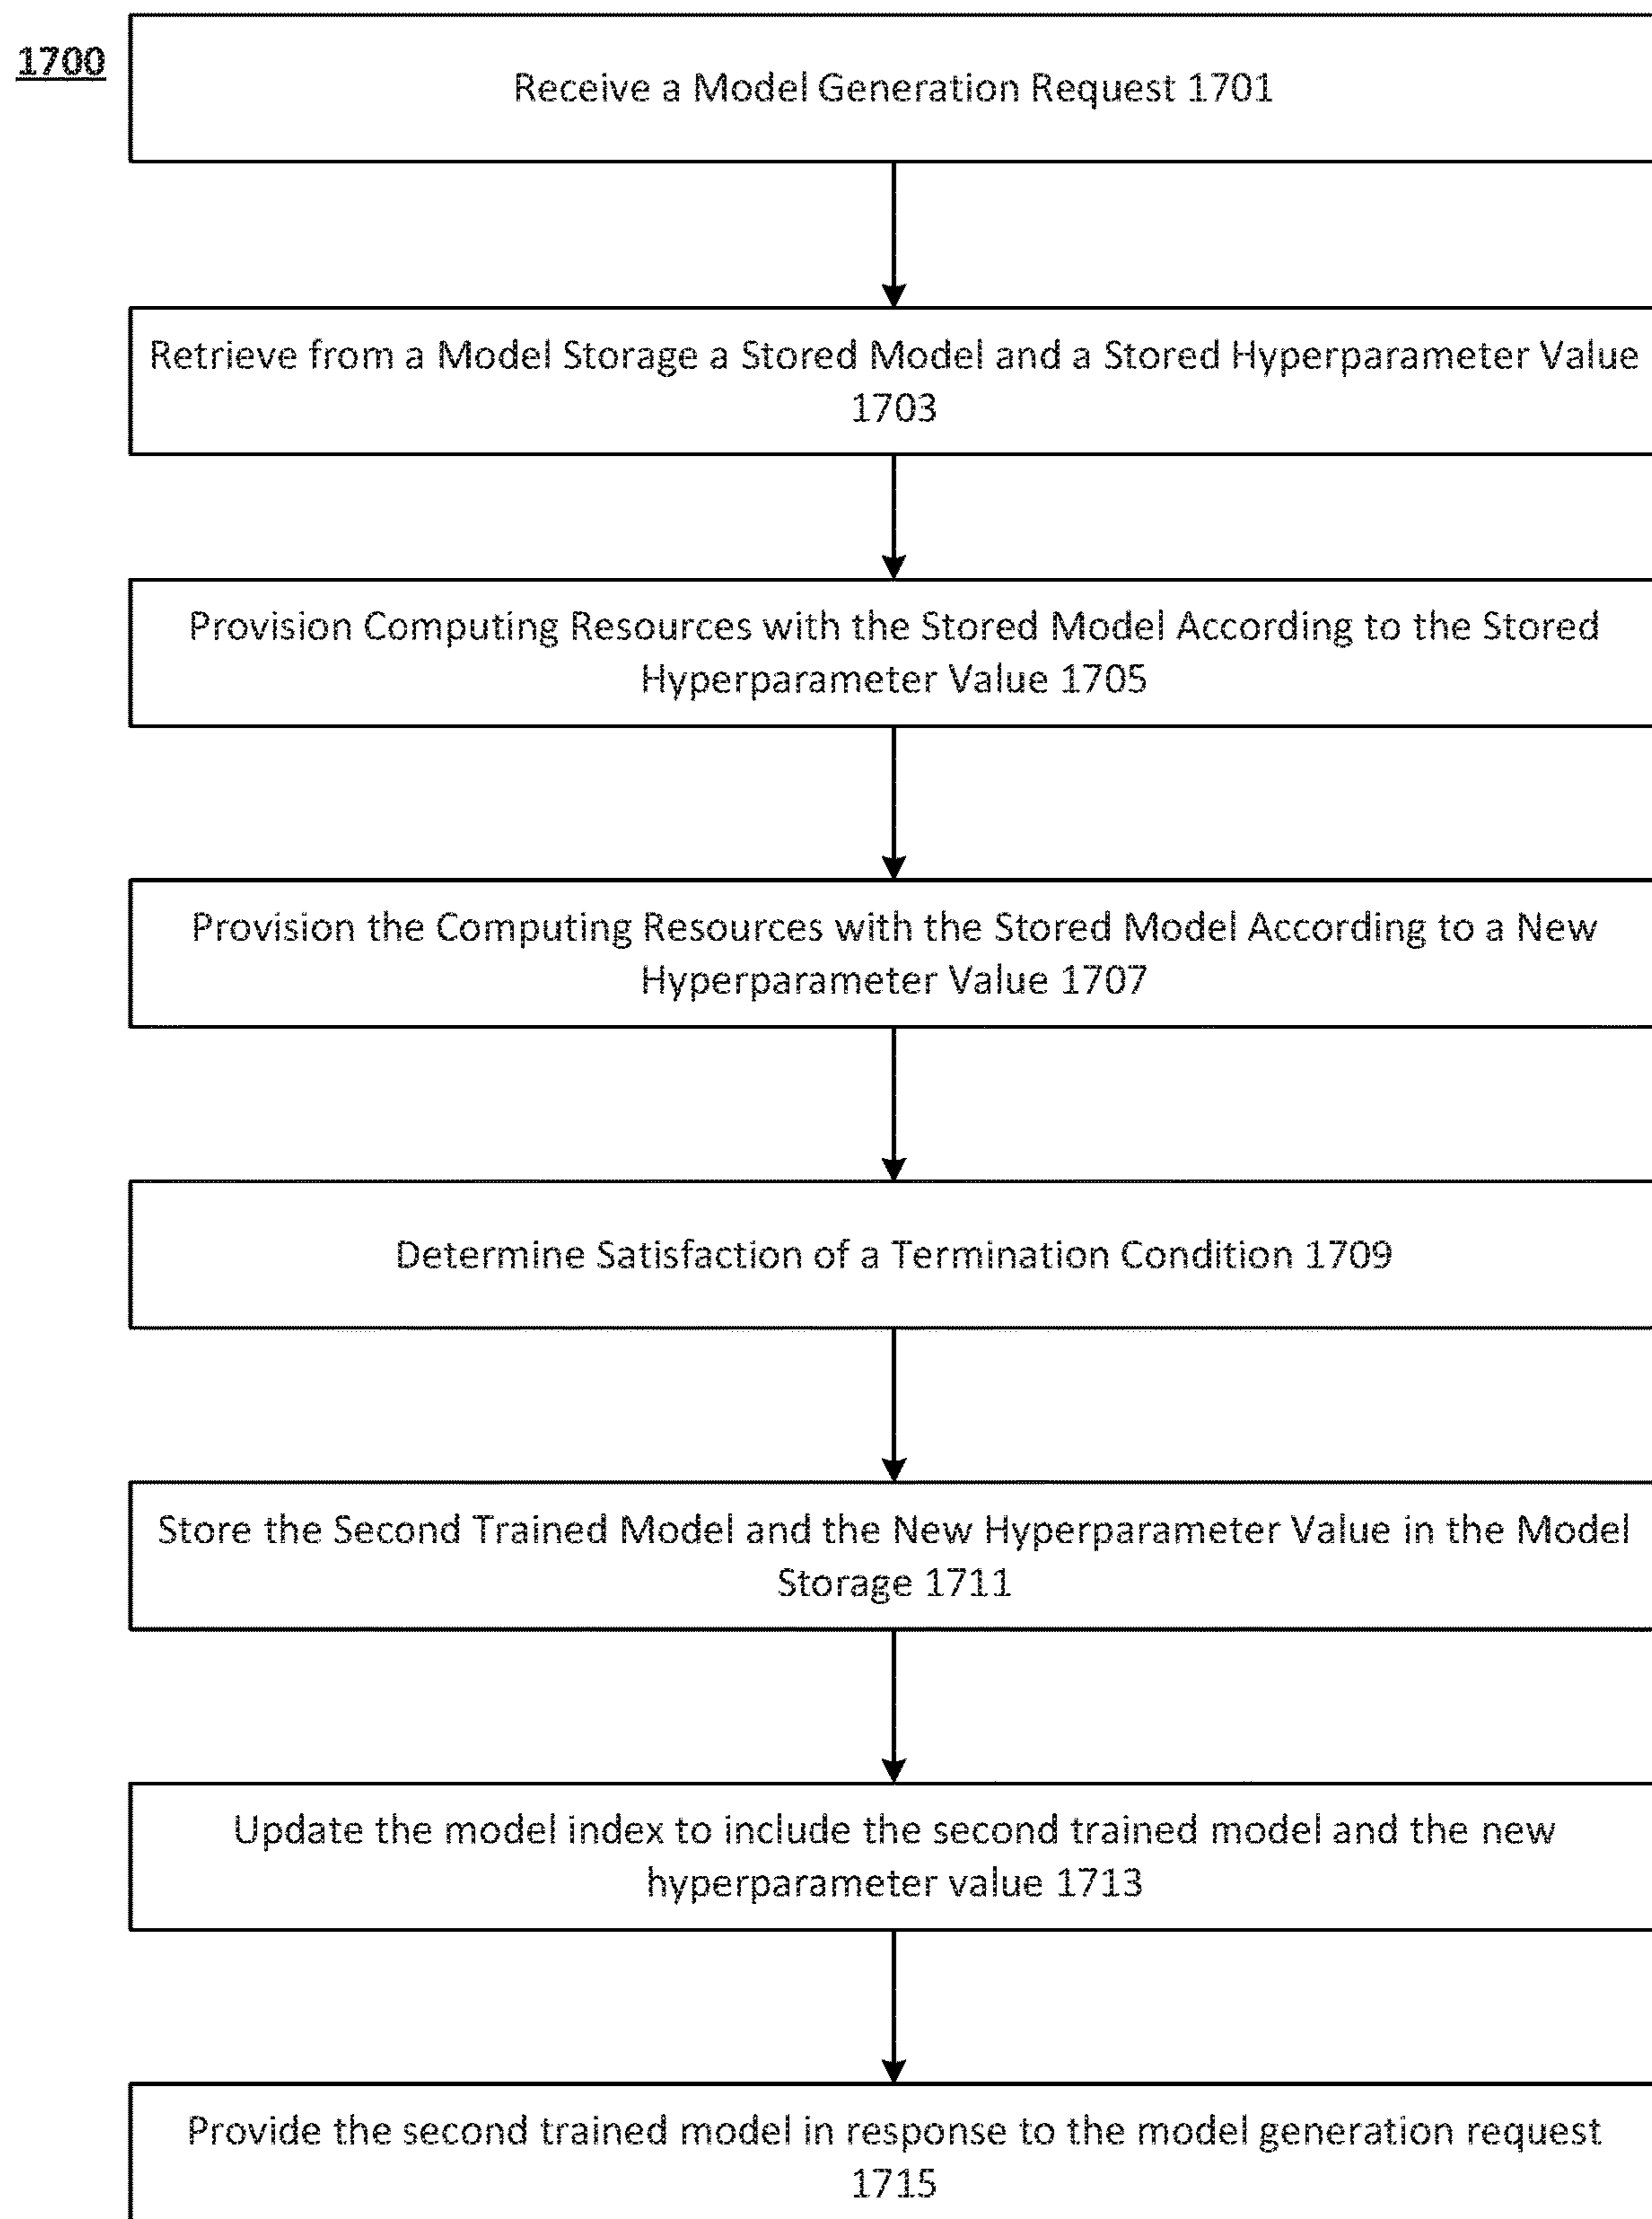 1700
Receive a Model Generation Request 1701
Retrieve from a Model Storage a Stored Model and a Stored Hyperparameter Value
1703
Provision Computing Resources with the Stored Model According to the Stored
Hyperparameter Value 1705
Provision the Computing Resources with the Stored Model According to a New
Hyperparameter Value 1707
Determine Satisfaction of a Termination Condition 1709
Store the Second Trained Model and the New Hyperparameter Value in the Model
Storage 1711
Update the model index to include the second trained model and the new
hyperparameter value 1713
Provide the second trained model in response to the model generation request
1715